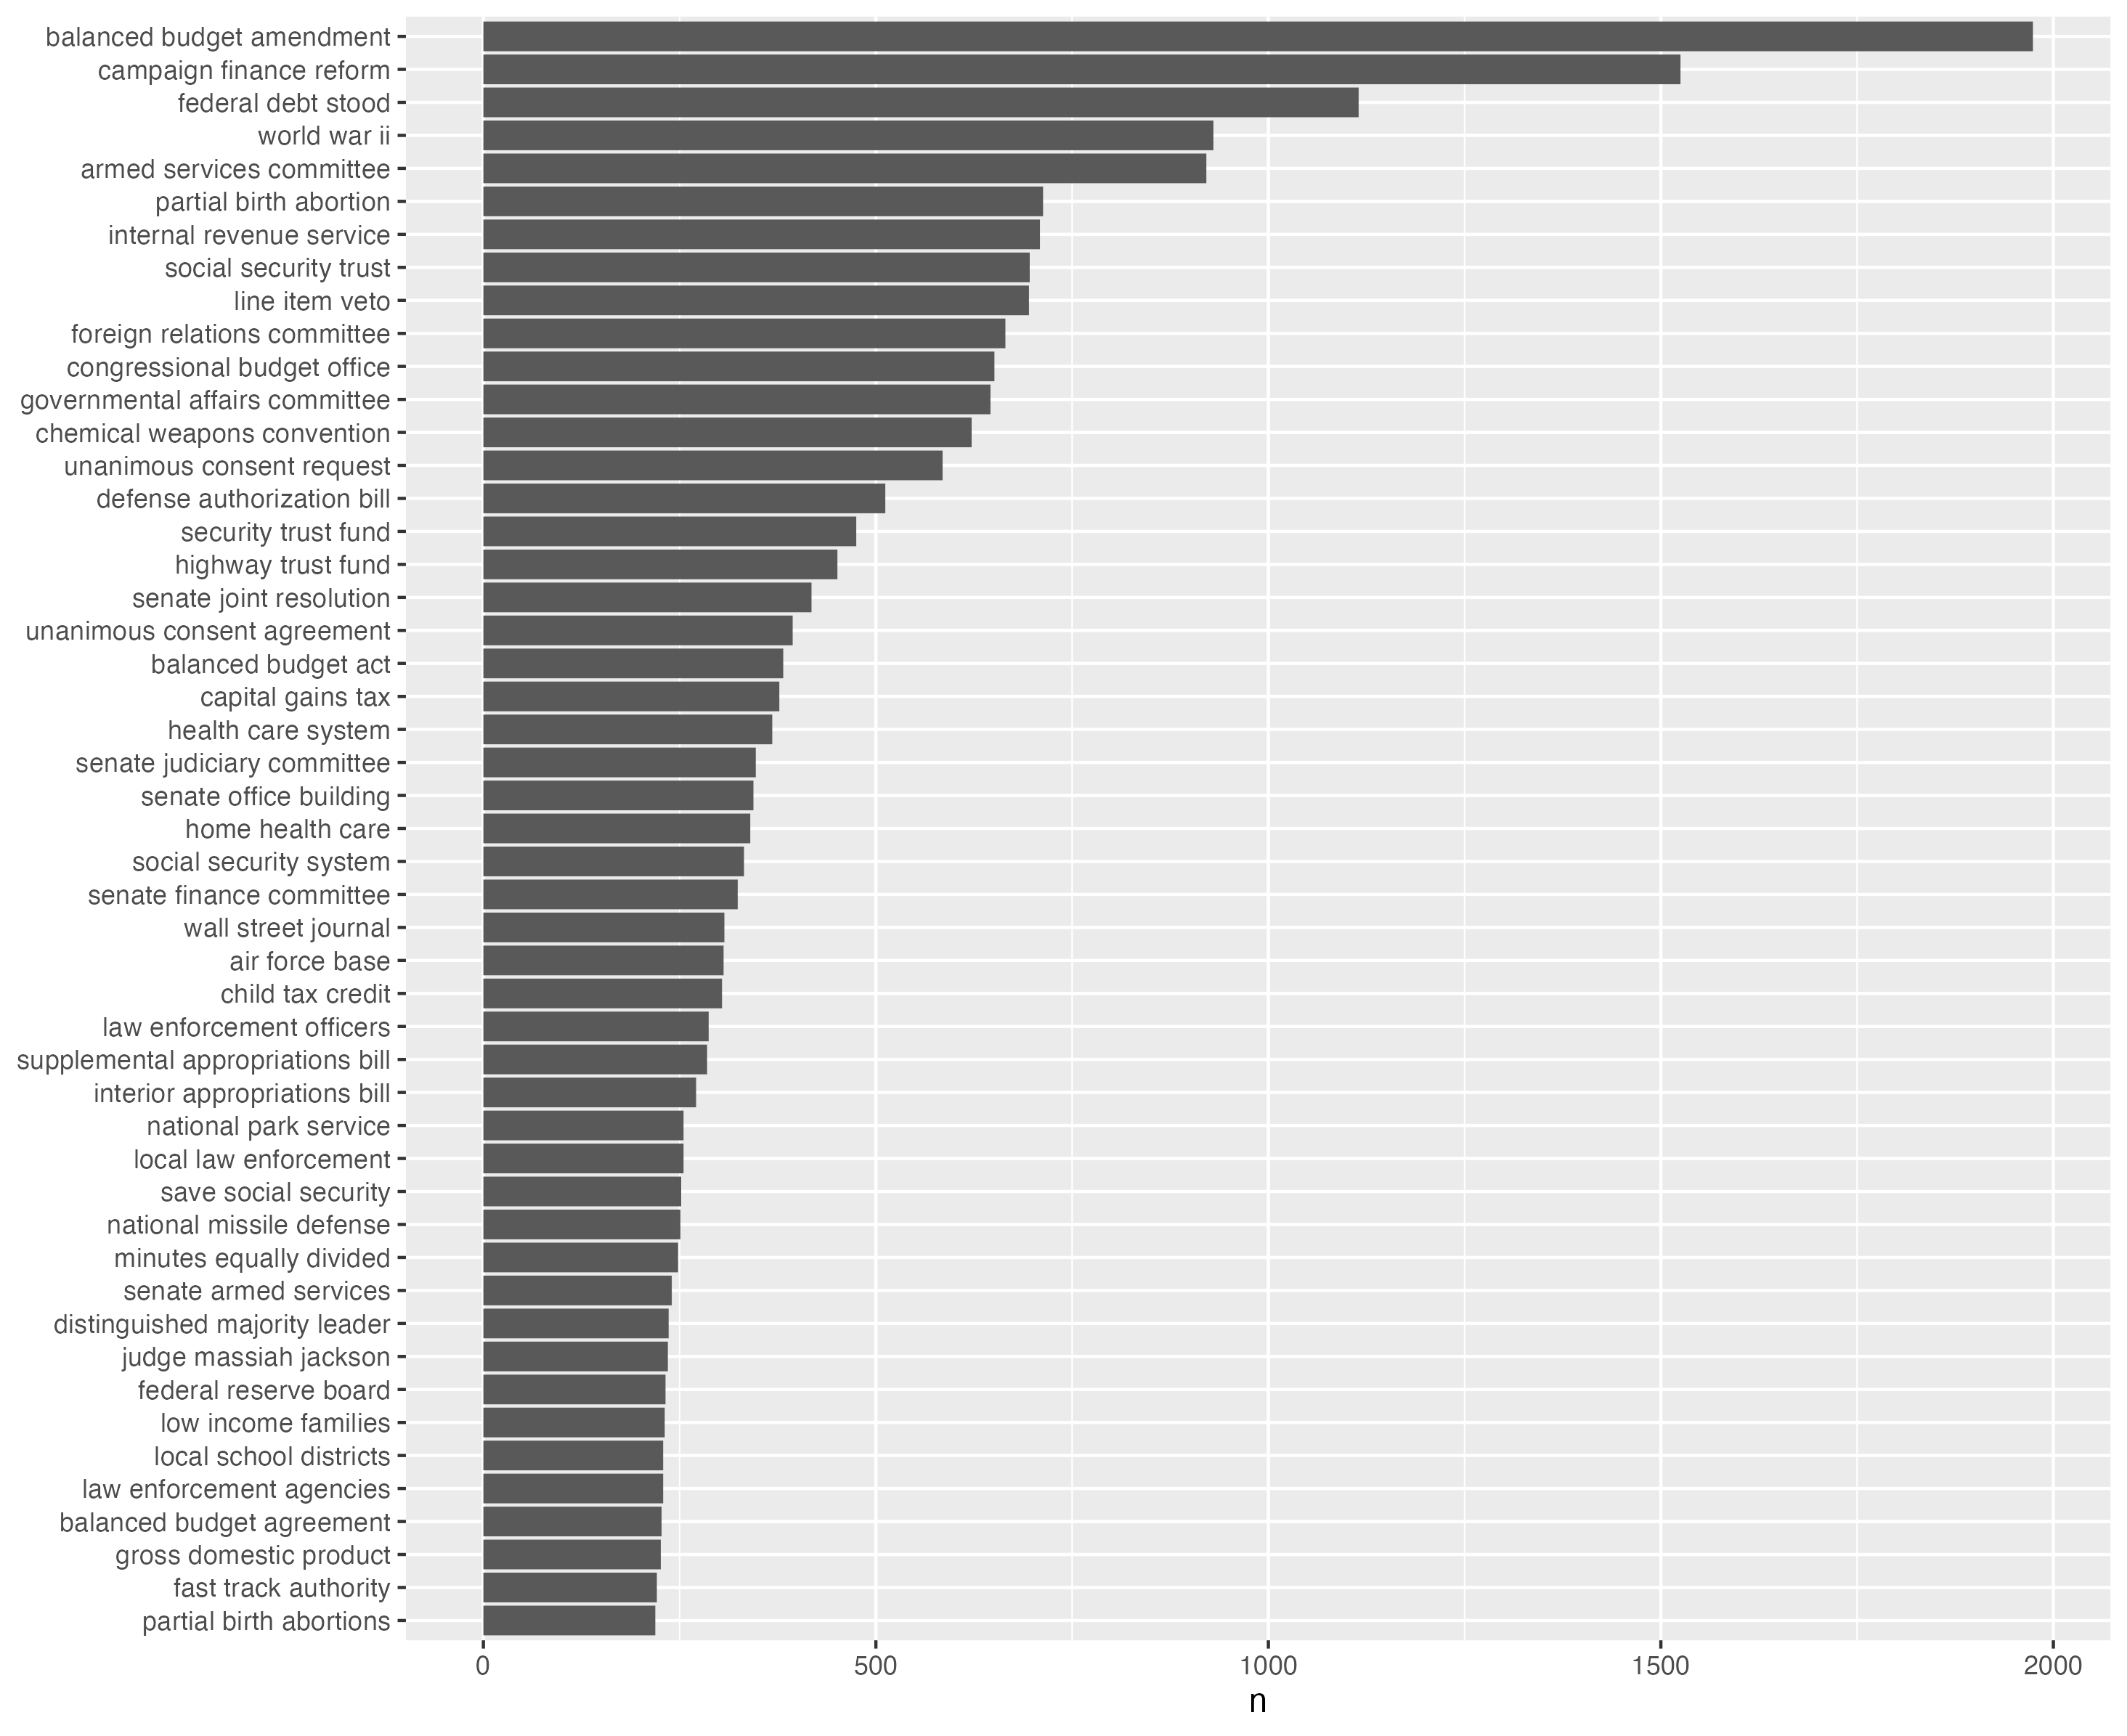 balanced budget amendment
campaign finance reform
federal debt stood
world war ii
armed services committee
partial birth abortion
internal revenue service
social security trust
line item veto
foreign relations committee
congressional budget office
governmental affairs committee
chemical weapons convention
unanimous consent request
defense authorization bill
security trust fund
highway trust fund
senate joint resolution
unanimous consent agreement
balanced budget act
capital gains tax
health care system
senate judiciary committee
senate office building
home health care
social security system
senate finance committee
wall street journal
air force base
child tax credit
law enforcement officers
supplemental appropriations bill
interior appropriations bill
national park service
local law enforcement
save social security
national missile defense
minutes equally divided
senate armed services
distinguished majority leader
judge massiah jackson
federal reserve board
low income families
local school districts
law enforcement agencies
balanced budget agreement
gross domestic product
fast track authority
partial birth abortions
0 500 1000 1500 2000
n